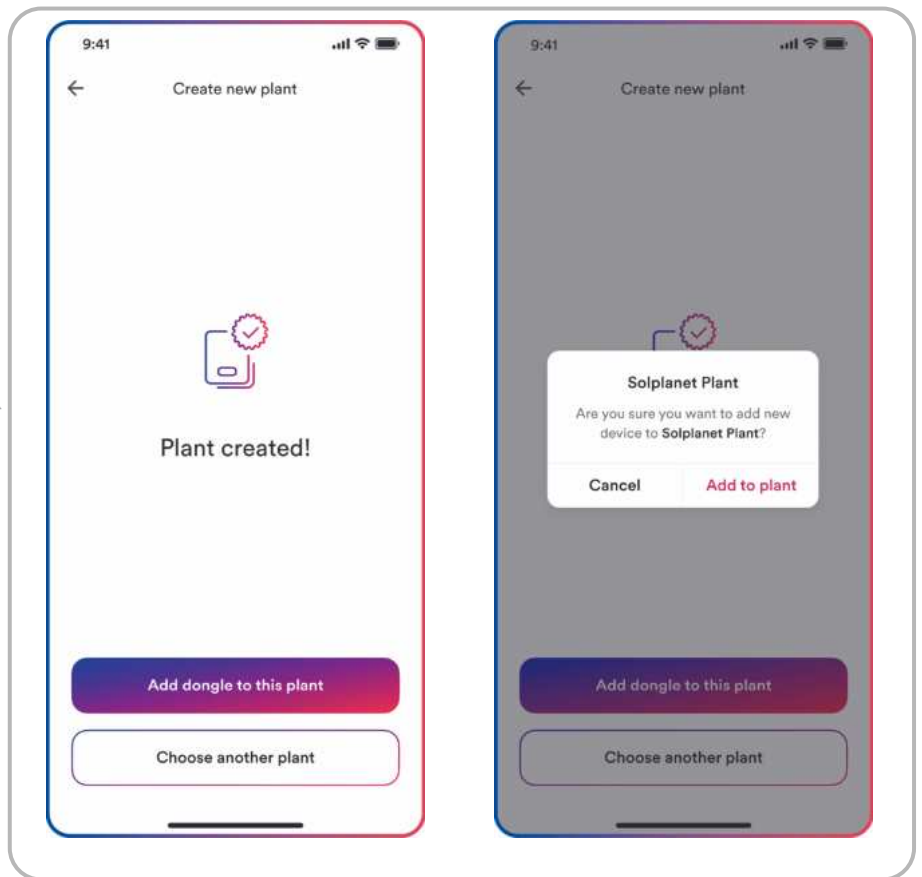 9:41
Create new plant
Plant created!
Add dongle to this plant
Choose another plant
9:41
Create new plant
Solplanet Plant
Are you sure you want to add new
device to Solplanet Plant?
Cancel
Add to plant
Add dongle to this plant
Choose another plant